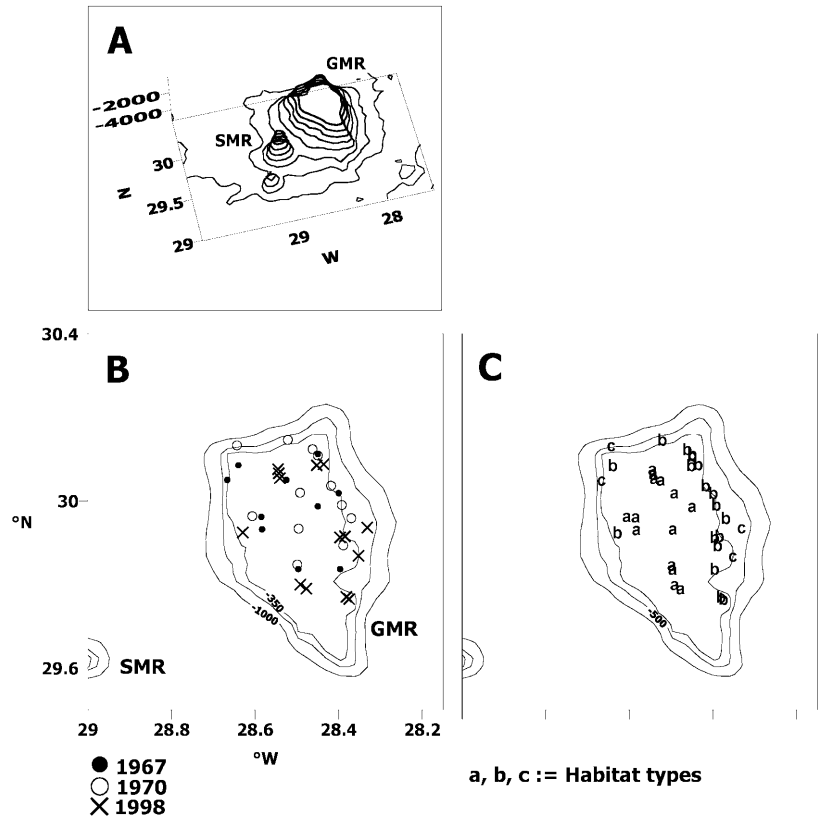 A
GMR
-2000
-4000
SMR
30
N
29.5
29
29
28
W
30.4
B
C
30
°N
-350
-1000
GMR
29.6
SMR
29
28.8
28.6
28.4
28.2
°W
1967
1970
1998
c
b
c
b
b
b
b
b
b
a
a
a
a
b
b
a
b
a
a
b
a
b
a
c
b
b
b
c
a
a
b
a
a
b
b
-500
a, b, c := Habitat types